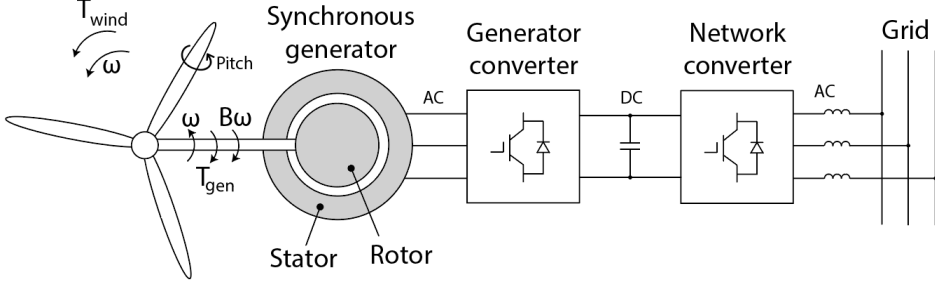 T_wind
ω
Pitch
ω
Bω
T_gen
Synchronous
generator
Stator
Rotor
AC
Generator
converter
DC
Network
converter
AC
Grid